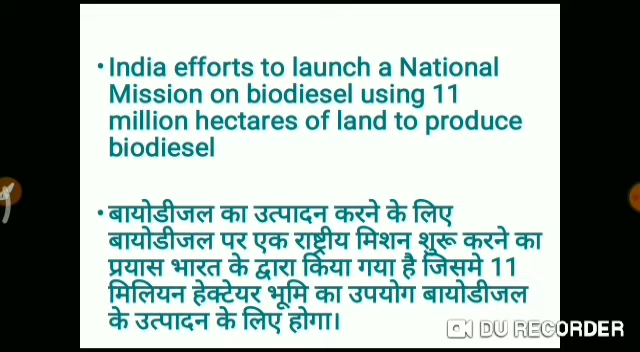 • India efforts to launch a National
Mission on biodiesel using 11
million hectares of land to produce
biodiesel
• बायोडीजल का उत्पादन करने के लिए
बायोडीजल पर एक राष्ट्रीय मिशन शुरू करने का
प्रयास भारत के द्वारा किया गया है जिसमे 11
मिलियन हेक्टेयर भूमि का उपयोग बायोडीजल
के उत्पादन के लिए होगा।
DU RECORDER